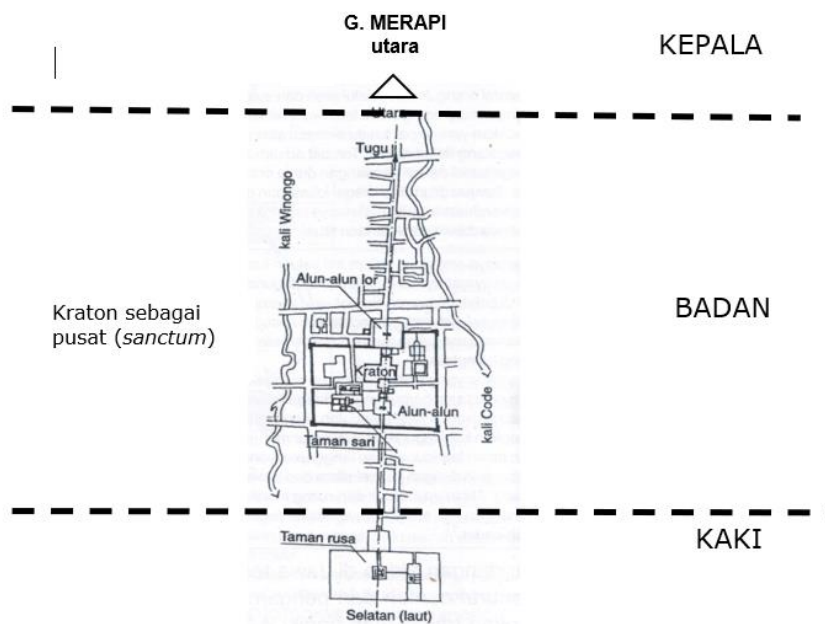 G. MERAPI
utara
KEPALA
Utara
Tugu
kali Winongo
Alun-alun lor
Kraton sebagai
pusat (sanctum)
BADAN
Kraton
Alun-alun
kali Code
Taman sari
KAKI
Taman rusa
Selatan (laut)